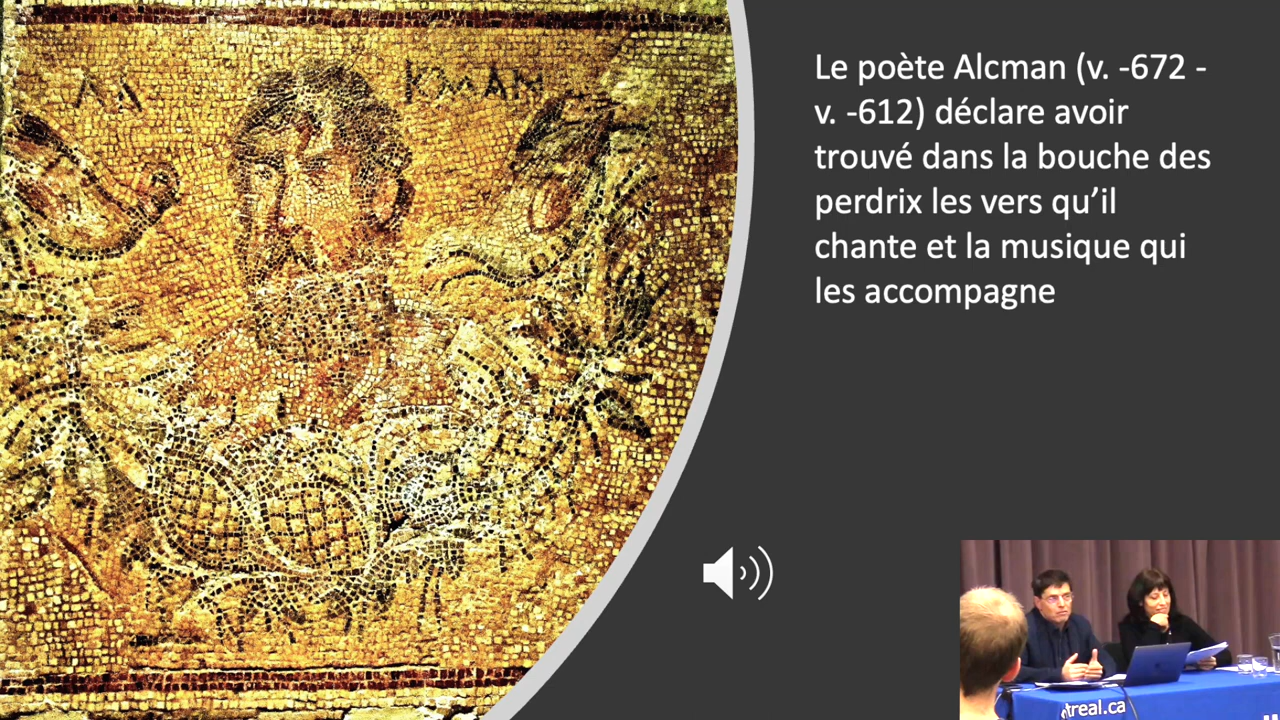 ΑΛ ΚΜΑΝ
Le poète Alcman (v. -672 -
v. -612) déclare avoir
trouvé dans la bouche des
perdrix les vers qu’il
chante et la musique qui
les accompagne
treal.ca